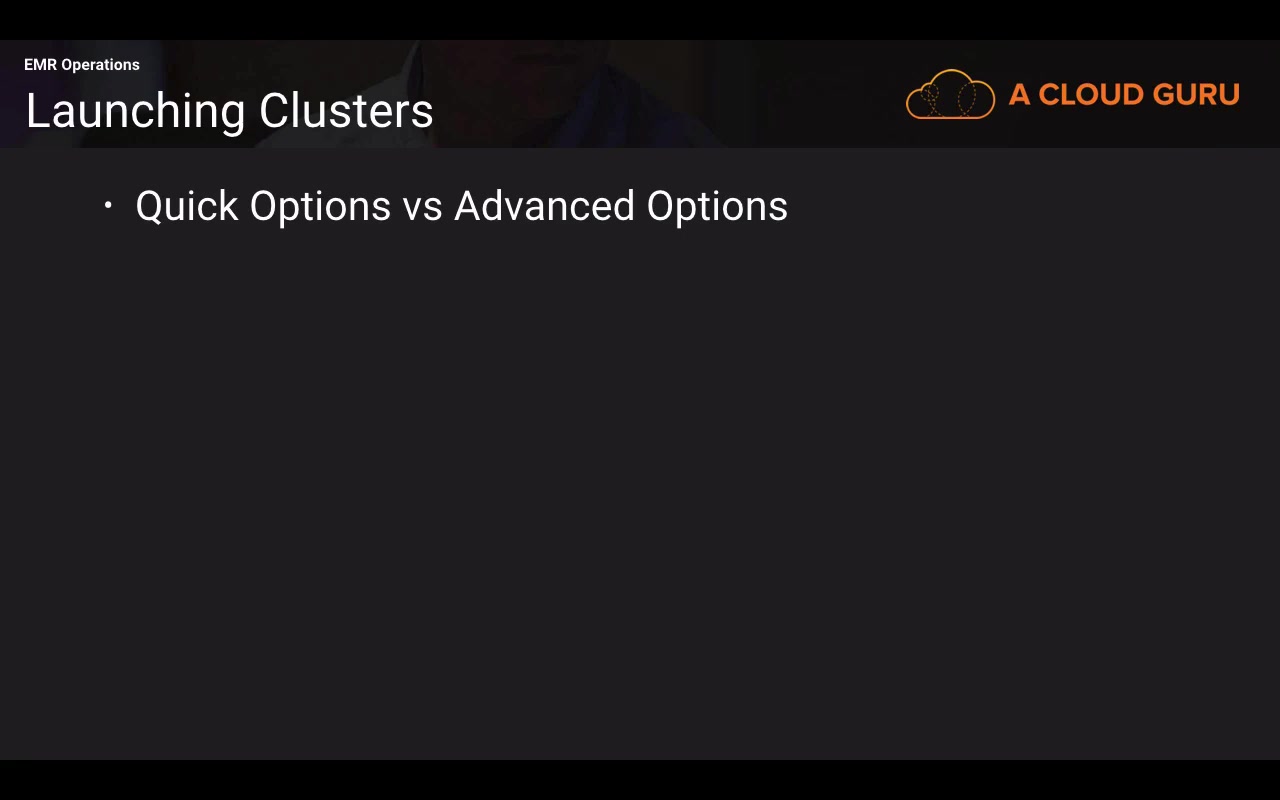 EMR Operations
Launching Clusters
A CLOUD GURU
• Quick Options vs Advanced Options